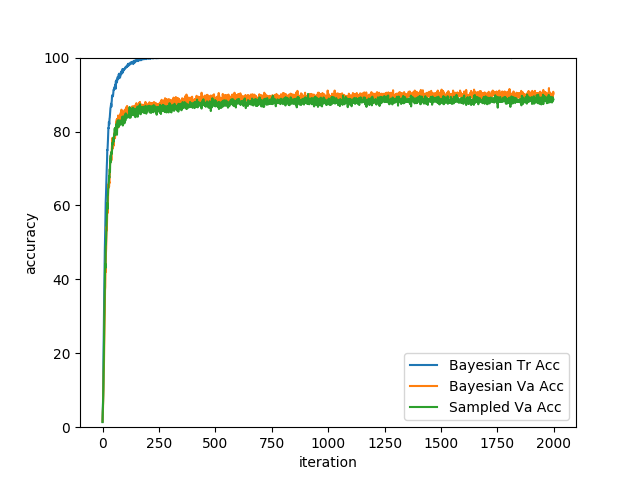 100
80
60
40
20
0
accuracy
0 250 500 750 1000 1250 1500 1750 2000
iteration
Bayesian Tr Acc
Bayesian Va Acc
Sampled Va Acc